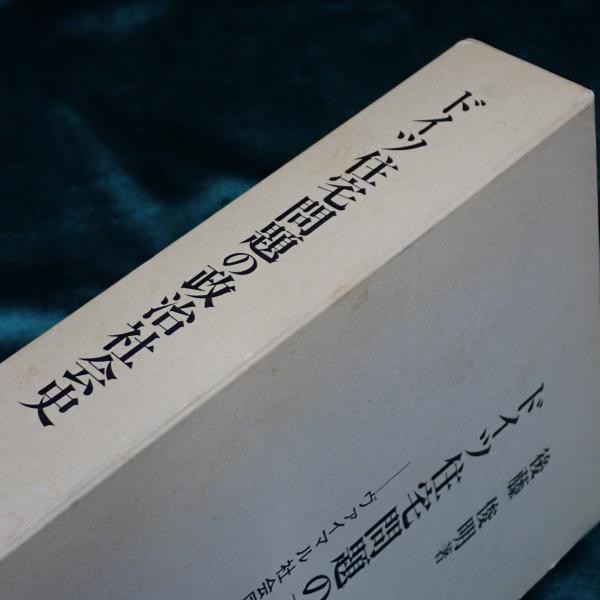 ドイツ住宅問題の政治社会史
後藤俊明著
ドイツ住宅問題の
──ヴァイマル社会